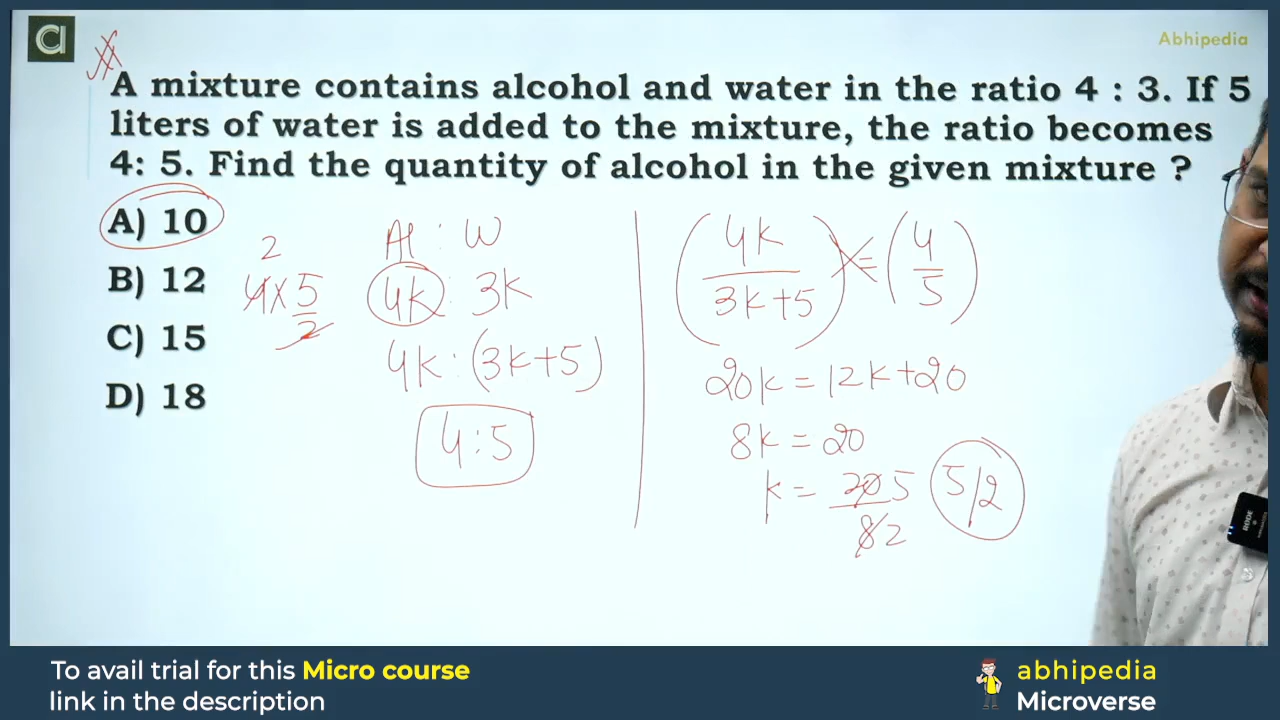 a
Abhipedia
A mixture contains alcohol and water in the ratio 4 : 3. If 5
liters of water is added to the mixture, the ratio becomes
4: 5. Find the quantity of alcohol in the given mixture ?
A) 10
B) 12
C) 15
D) 18
2
4 × 5/2
Al : W
4k : 3k
4k : (3k+5)
4 : 5
(4k/3k+5) = (4/5)
20k = 12k+20
8k = 20
k = 20/8 5/2 5/2
RODE
To avail trial for this Micro course
link in the description
abhipedia
Microverse